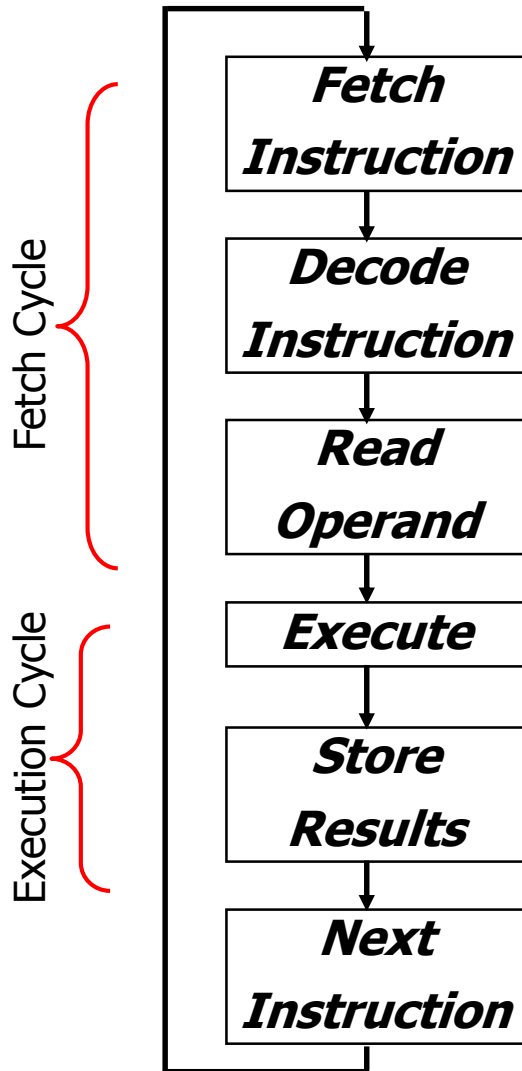 Fetch
Instruction
Decode
Instruction
Read
Operand
Execute
Store
Results
Next
Instruction
Fetch Cycle
Execution Cycle